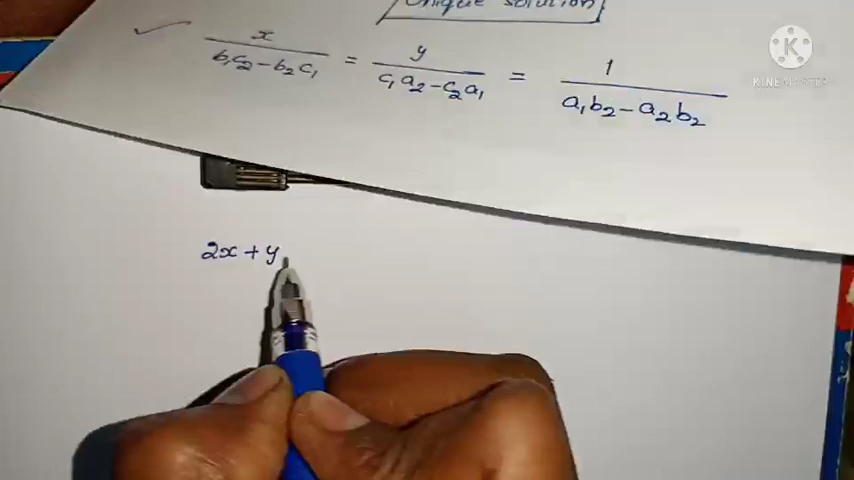 Unique solution
x/(b₁c₂-b₂c₁) = y/(c₁a₂-c₂a₁) = 1/(a₁b₂-a₂b₂)
2x + y
KINEMASTER